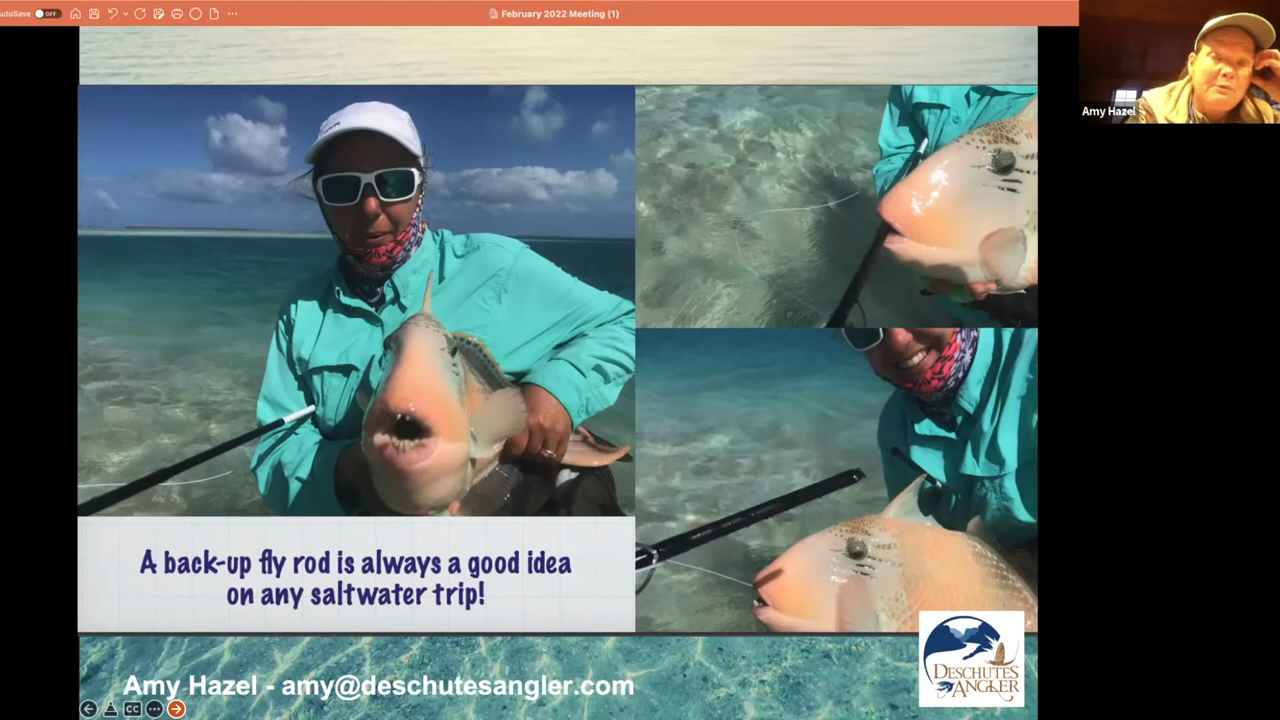 AutoSave OFF
February 2022 Meeting (1)
Amy Hazel
A back-up fly rod is always a good idea
on any saltwater trip!
Amy Hazel - amy@deschutesangler.com
DESCHUTES
ANGLER
CC